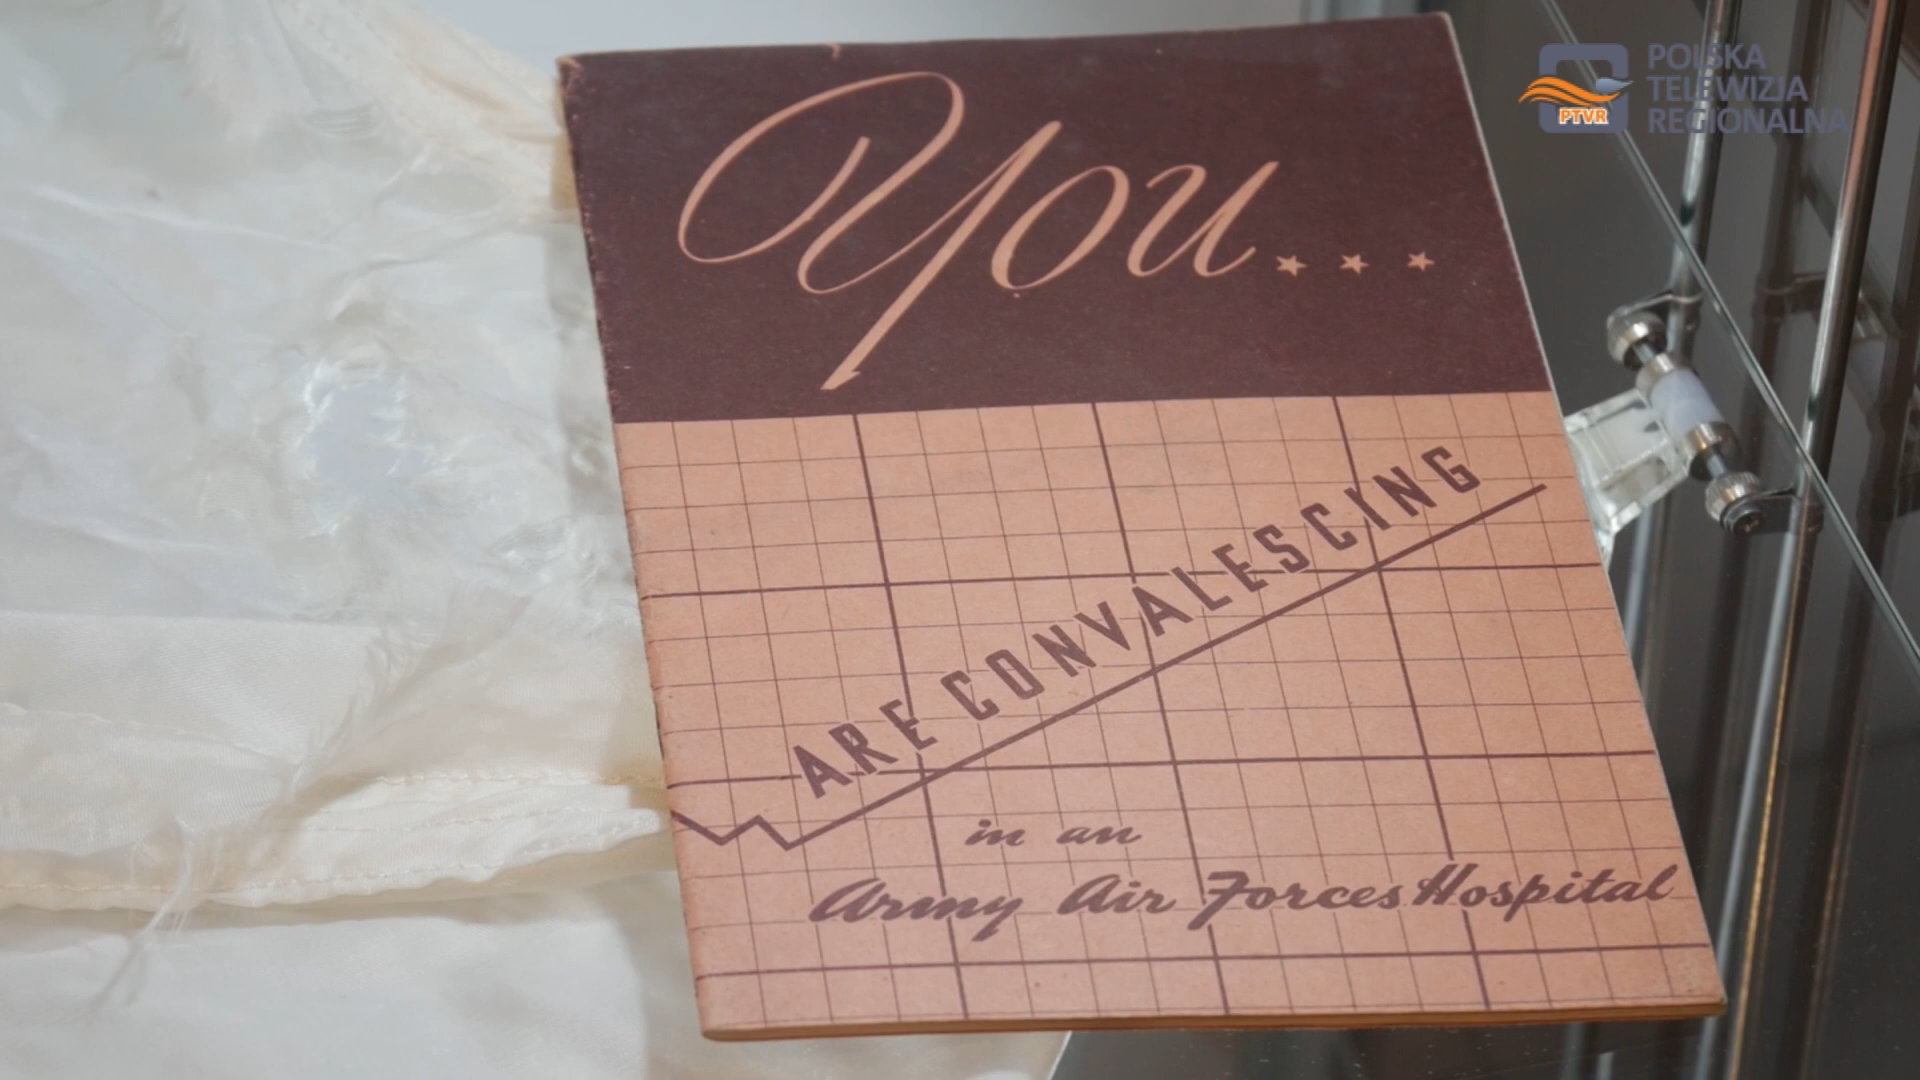 You...
ARE CONVALESCING
in an
Army Air Forces Hospital
POLSKA
TELEWIZJA
REGIONALNA
PTVR